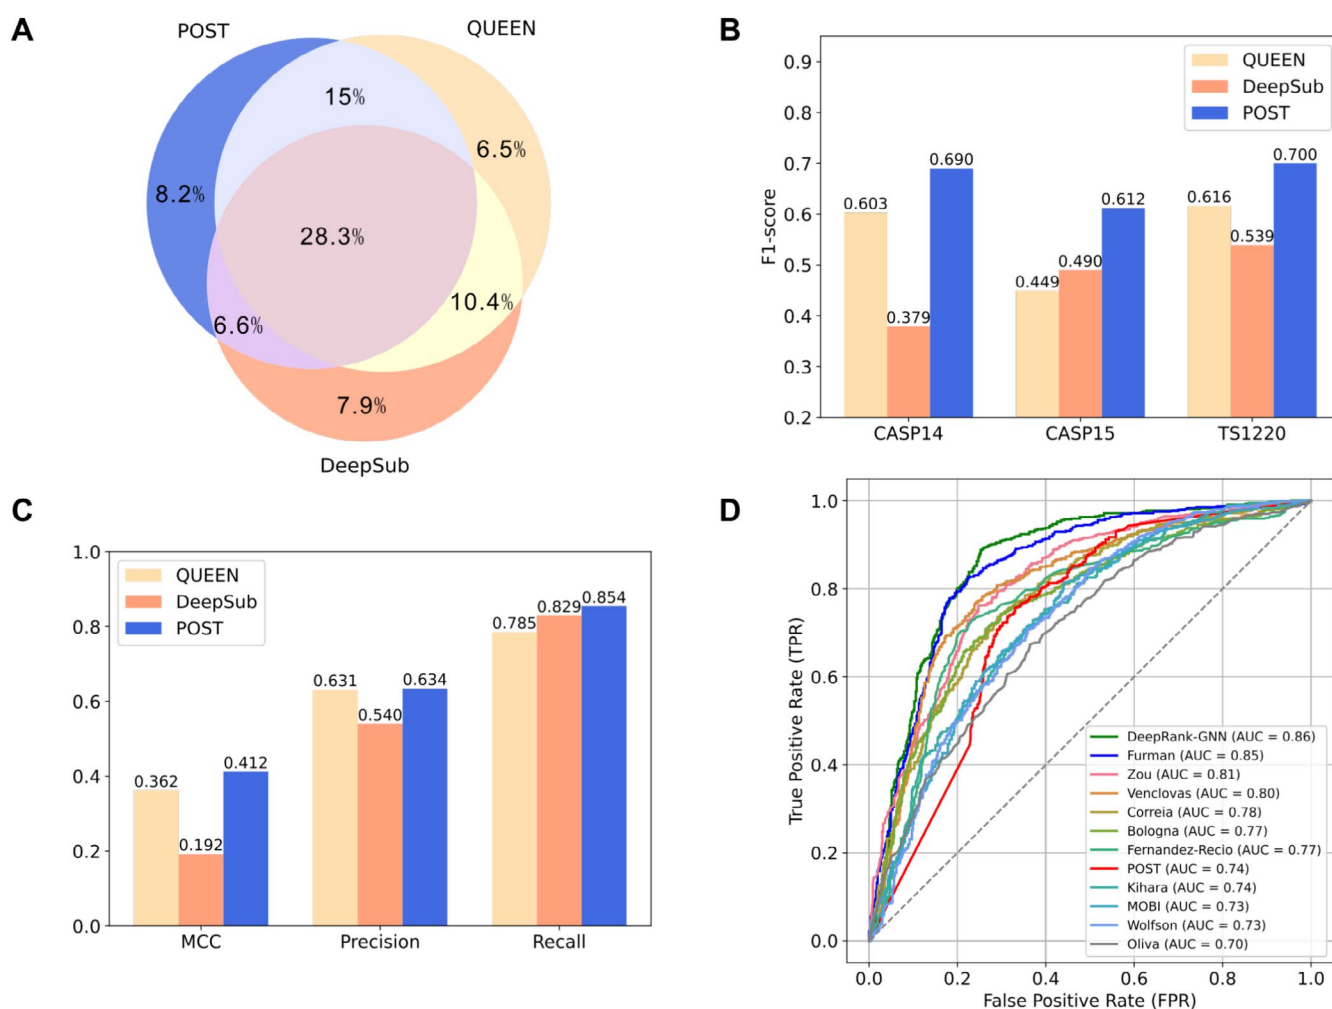 A
POST
QUEEN
15%
6.5%
8.2%
28.3%
10.4%
6.6%
7.9%
DeepSub
B
0.9
0.8
0.7
0.6
0.5
0.4
0.3
0.2
F1-score
QUEEN
DeepSub
POST
0.603
0.379
0.690
0.449
0.490
0.612
0.616
0.539
0.700
CASP14
CASP15
TS1220
C
1.0
0.8
0.6
0.4
0.2
0.0
QUEEN
DeepSub
POST
0.362
0.192
0.412
0.631
0.540
0.634
0.785
0.829
0.854
MCC
Precision
Recall
D
1.0
0.8
0.6
0.4
0.2
0.0
True Positive Rate (TPR)
DeepRank-GNN (AUC = 0.86)
Furman (AUC = 0.85)
Zou (AUC = 0.81)
Venclovas (AUC = 0.80)
Correia (AUC = 0.78)
Bologna (AUC = 0.77)
Fernandez-Recio (AUC = 0.77)
POST (AUC = 0.74)
Kihara (AUC = 0.74)
MOBI (AUC = 0.73)
Wolfson (AUC = 0.73)
Oliva (AUC = 0.70)
0.0
0.2
0.4
0.6
0.8
1.0
False Positive Rate (FPR)